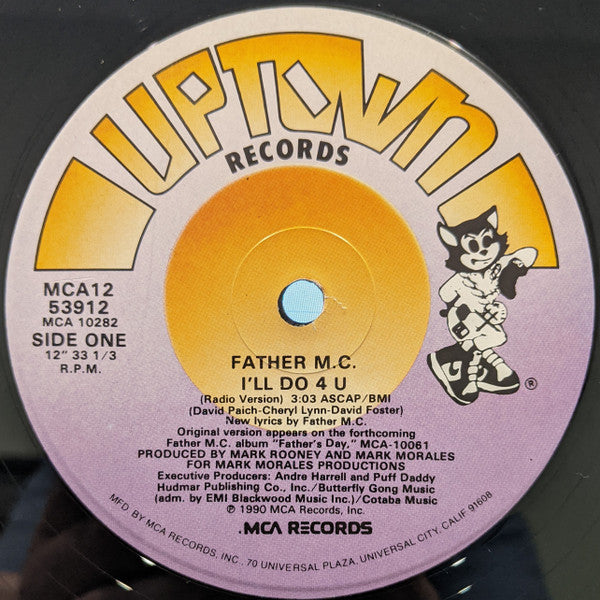 UPTOWN
RECORDS
MCA12
53912
MCA 10282
SIDE ONE
12" 33 1/3
R.P.M.
®
FATHER M.C.
I'LL DO 4 U
(Radio Version) 3:03 ASCAP/BMI
(David Paich-Cheryl Lynn-David Foster)
New lyrics by Father M.C.
Original version appears on the forthcoming
Father M.C. album "Father's Day," MCA-10061
PRODUCED BY MARK ROONEY AND MARK MORALES
FOR MARK MORALES PRODUCTIONS
Executive Producers: Andre Harrell and Puff Daddy
Hudmar Publishing Co., Inc./Butterfly Gong Music
(adm. by EMI Blackwood Music Inc.)/Cotaba Music
℗ 1990 MCA Records, Inc.
.MCA RECORDS
MFD. BY MCA RECORDS, INC., 70 UNIVERSAL PLAZA, UNIVERSAL CITY, CALIF. 91608